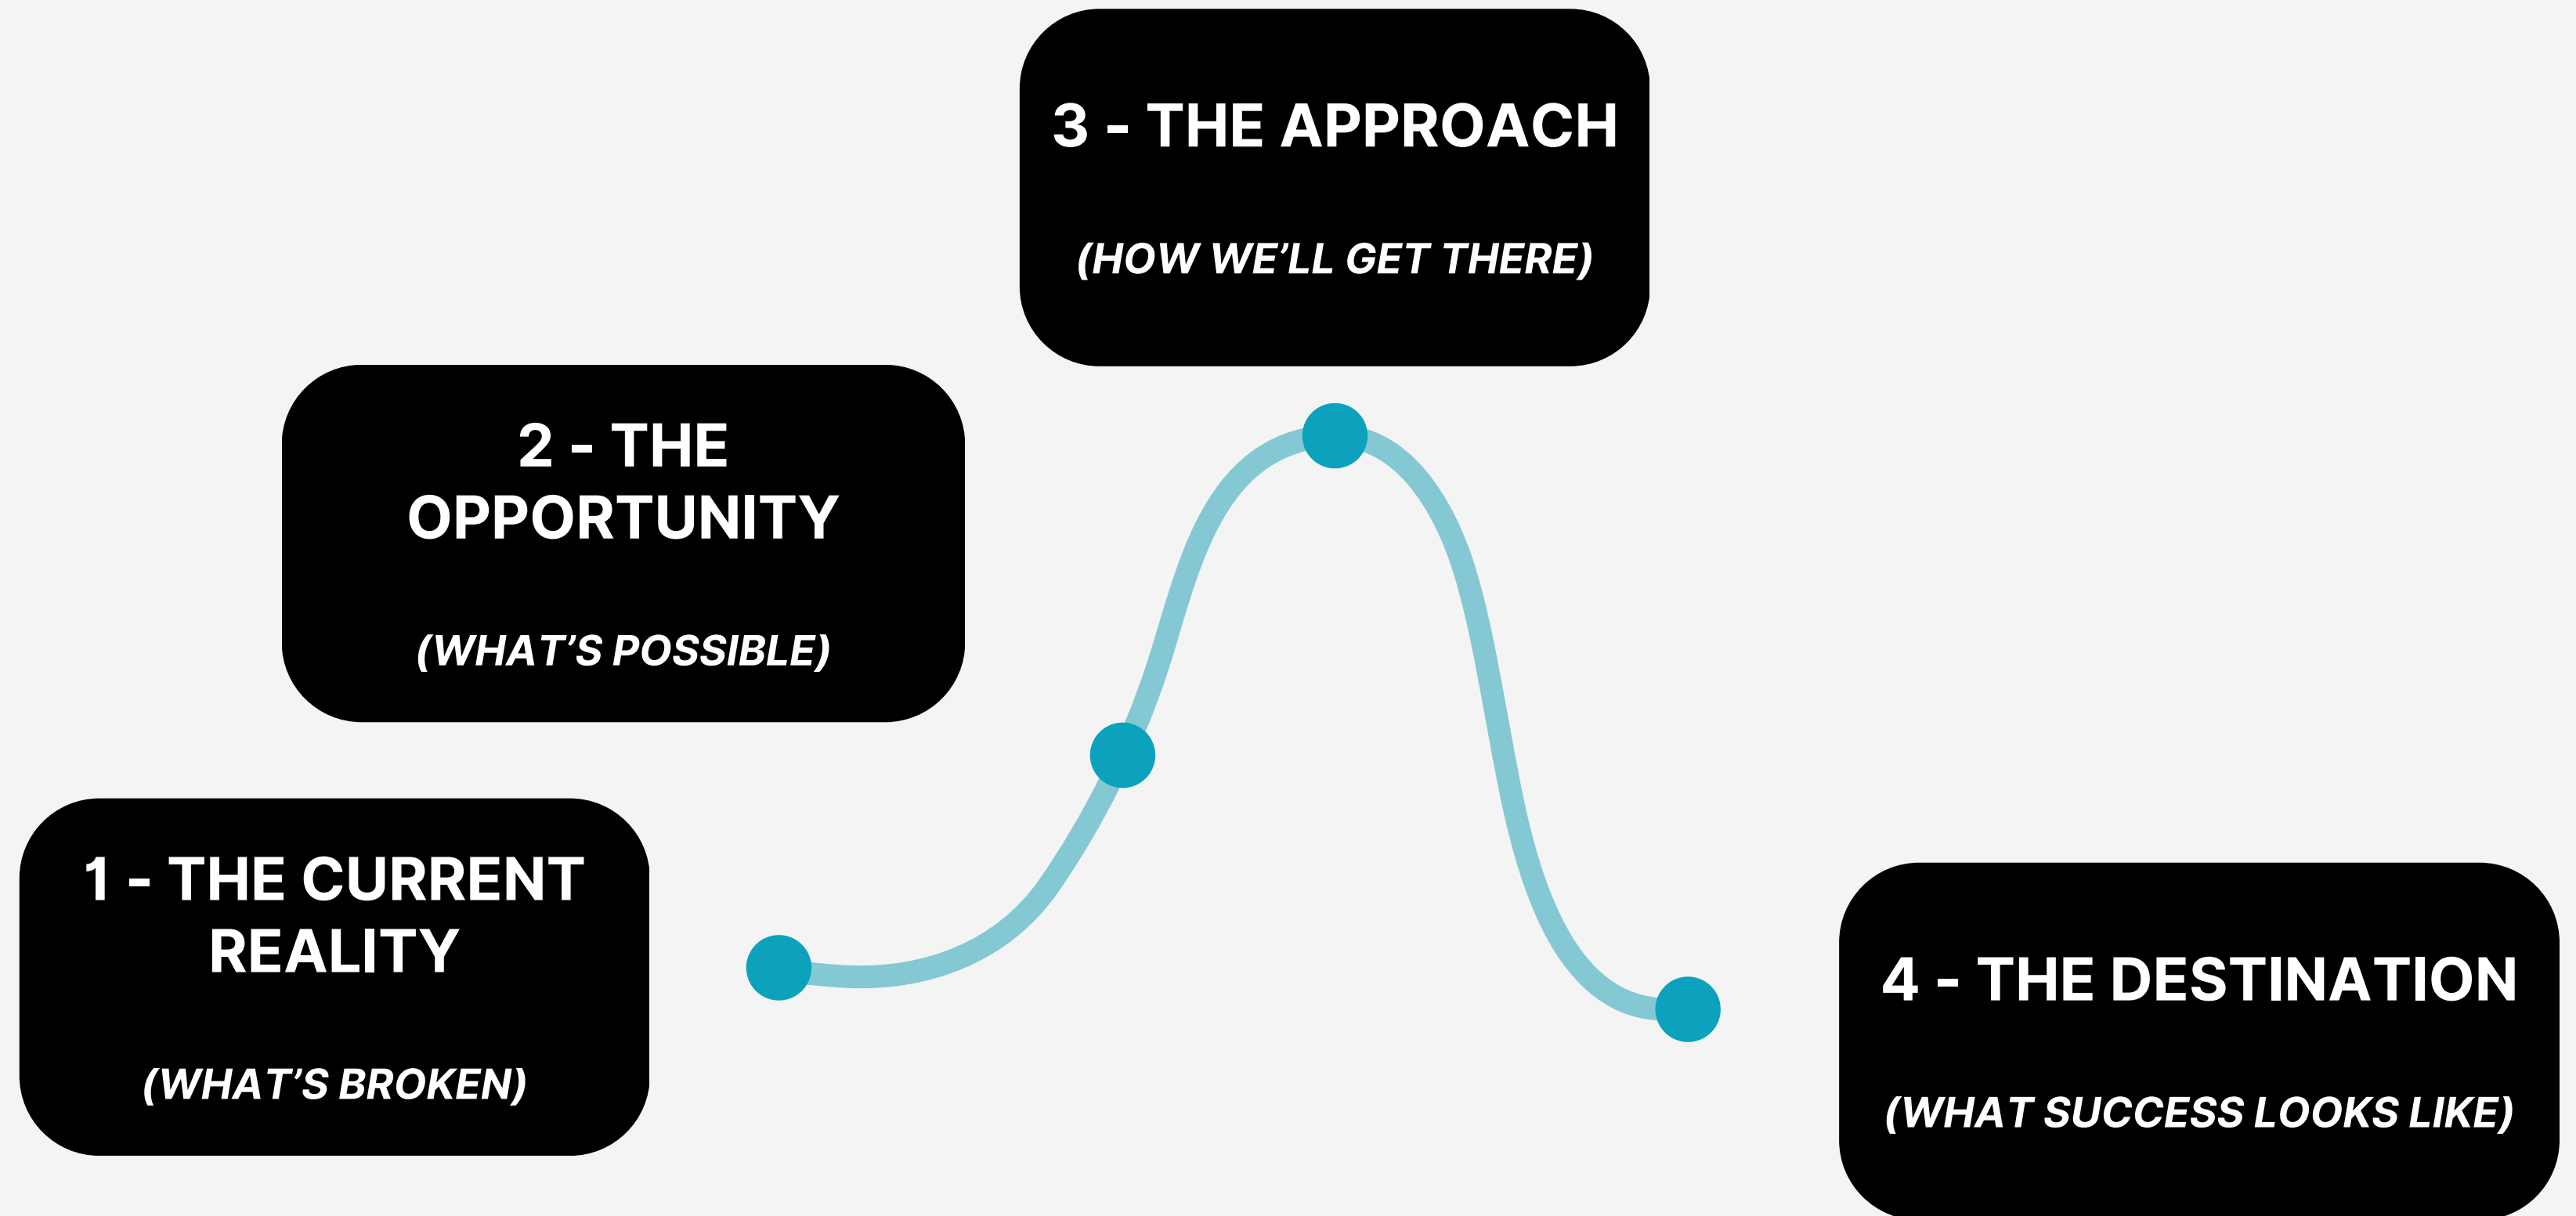 3 - THE APPROACH
(HOW WE’LL GET THERE)
2 - THE
OPPORTUNITY
(WHAT’S POSSIBLE)
1 - THE CURRENT
REALITY
(WHAT’S BROKEN)
4 - THE DESTINATION
(WHAT SUCCESS LOOKS LIKE)